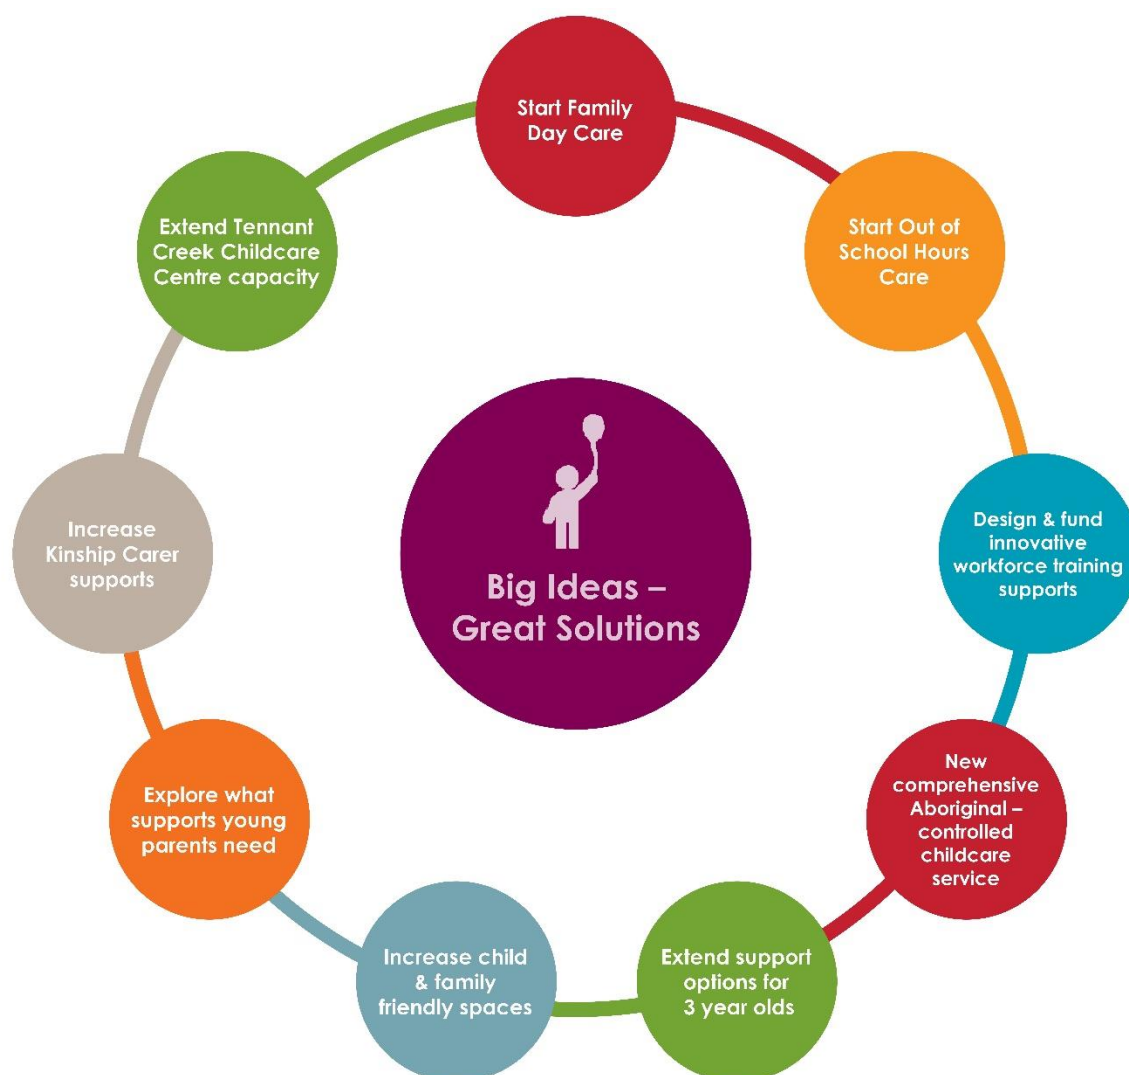 Start Family
Day Care
Start Out of
School Hours
Care
Design & fund
innovative
workforce training
supports
New
comprehensive
Aboriginal –
controlled
childcare
service
Extend support
options for
3 year olds
Increase child
& family
friendly spaces
Explore what
supports young
parents need
Increase
Kinship Carer
supports
Extend Tennant
Creek Childcare
Centre capacity
Big Ideas –
Great Solutions